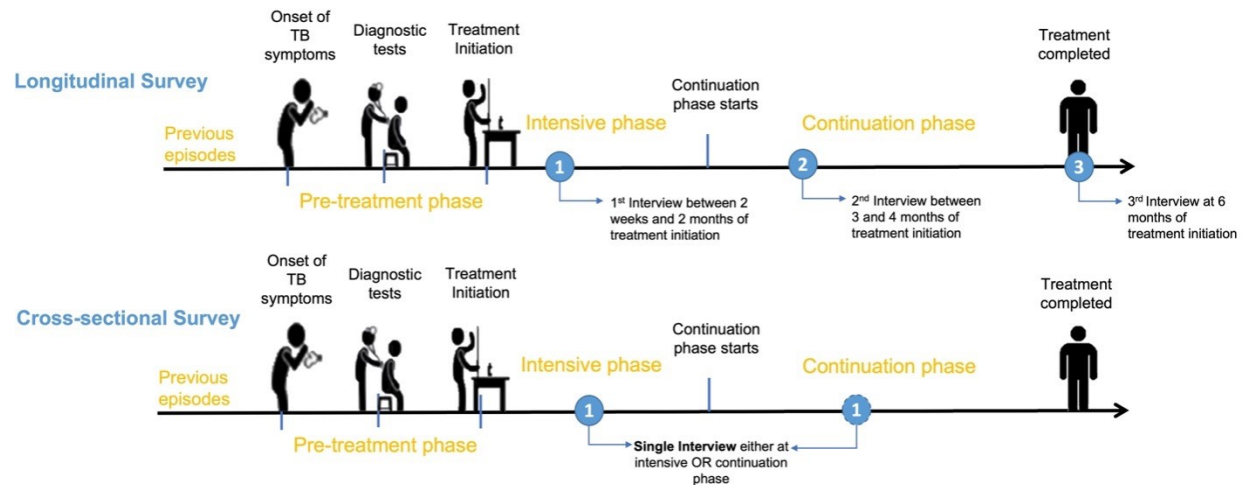 Onset of
TB
symptoms
Diagnostic
tests
Treatment
Initiation
Treatment
completed
Longitudinal Survey
Continuation
phase starts
Previous
episodes
Intensive phase
Continuation phase
1
2
3
Pre-treatment phase
1st Interview between 2
weeks and 2 months of
treatment initiation
2nd Interview between
3 and 4 months of
treatment initiation
3rd Interview at 6
months of
treatment initiation
Onset of
TB
symptoms
Diagnostic
tests
Treatment
Initiation
Treatment
completed
Cross-sectional Survey
Continuation
phase starts
Previous
episodes
Intensive phase
Continuation phase
1
1
Pre-treatment phase
Single Interview either at
intensive OR continuation
phase